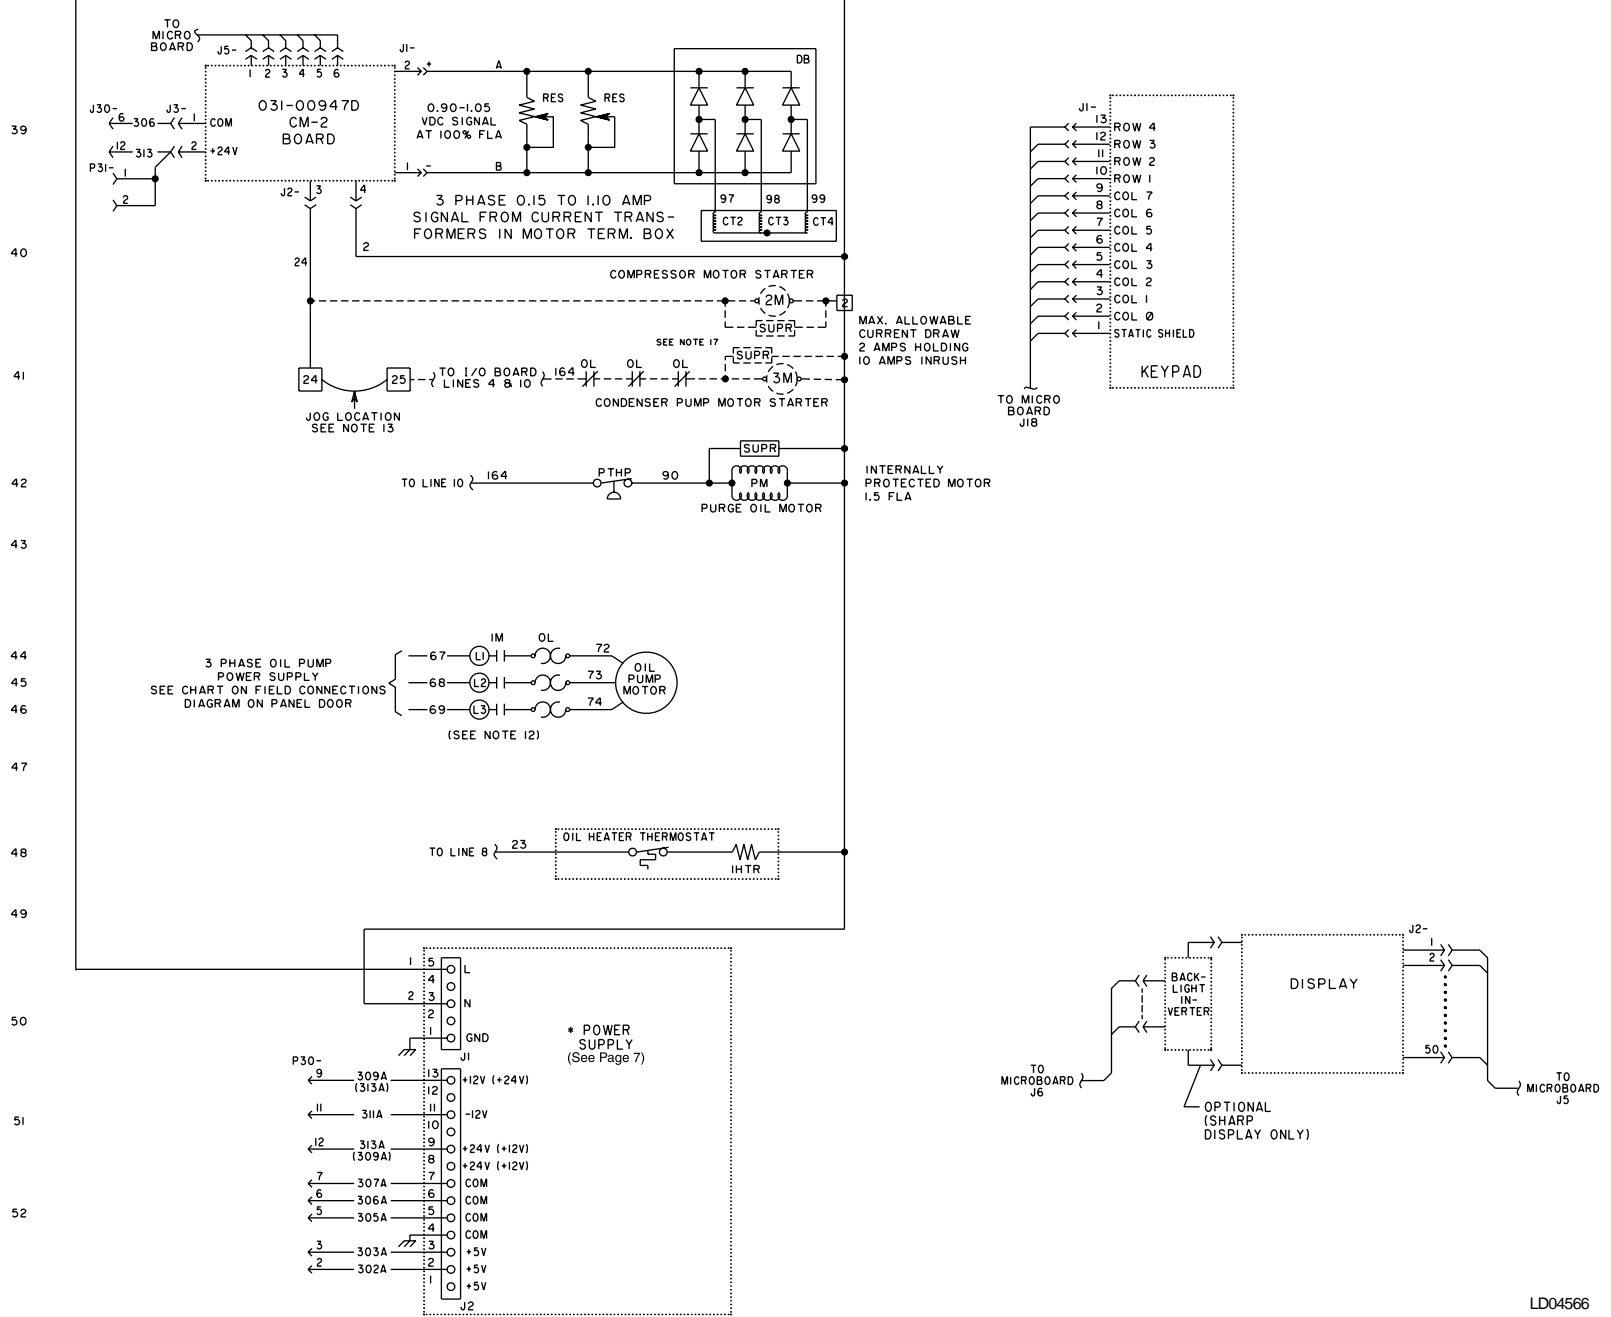 TO
MICRO
BOARD
J5-
1 2 3 4 5 6
J1-
2 +
A
DB
031-00947D
CM-2
BOARD
J30-
6 306
J3-
1 COM
12 313
2 +24V
P31-
1
2
0.90-1.05
VDC SIGNAL
AT 100% FLA
RES
RES
1 -
B
39
J2-
3
4
3 PHASE 0.15 TO 1.10 AMP
SIGNAL FROM CURRENT TRANS-
FORMERS IN MOTOR TERM. BOX
97 98 99
CT2 CT3 CT4
2
40
24
COMPRESSOR MOTOR STARTER
2M
2
SUPR
MAX. ALLOWABLE
CURRENT DRAW
2 AMPS HOLDING
10 AMPS INRUSH
SEE NOTE 17
SUPR
41
24
25
TO I/O BOARD
LINES 4 & 10
164
OL
OL
OL
3M
CONDENSER PUMP MOTOR STARTER
JOG LOCATION
SEE NOTE 13
SUPR
42
TO LINE 10
164
PTHP
90
PM
PURGE OIL MOTOR
INTERNALLY
PROTECTED MOTOR
1.5 FLA
43
44
45
46
3 PHASE OIL PUMP
POWER SUPPLY
SEE CHART ON FIELD CONNECTIONS
DIAGRAM ON PANEL DOOR
1M
OL
67 L1 72
68 L2 73
69 L3 74
OIL
PUMP
MOTOR
(SEE NOTE 12)
47
48
TO LINE 8
23
OIL HEATER THERMOSTAT
1HTR
49
1 5 L
4
2 3 N
2
1 GND
J1
50
* POWER
SUPPLY
(See Page 7)
P30-
9 309A 13 +12V (+24V)
(313A)
12
11 311A 11 -12V
51
10
12 313A 9 +24V (+12V)
(309A)
8 +24V (+12V)
7 307A 7 COM
6 306A 6 COM
5 305A 5 COM
52
4 COM
3 303A 3 +5V
2 302A 2 +5V
1 +5V
J2
J1-
13 ROW 4
12 ROW 3
11 ROW 2
10 ROW 1
9 COL 7
8 COL 6
7 COL 5
6 COL 4
5 COL 3
4 COL 2
3 COL 1
2 COL Ø
1 STATIC SHIELD
KEYPAD
TO MICRO
BOARD
J18
BACK-
LIGHT
IN-
VERTER
DISPLAY
J2-
1
2
50
TO
MICROBOARD
J6
OPTIONAL
(SHARP
DISPLAY ONLY)
TO
MICROBOARD
J5
LD04566